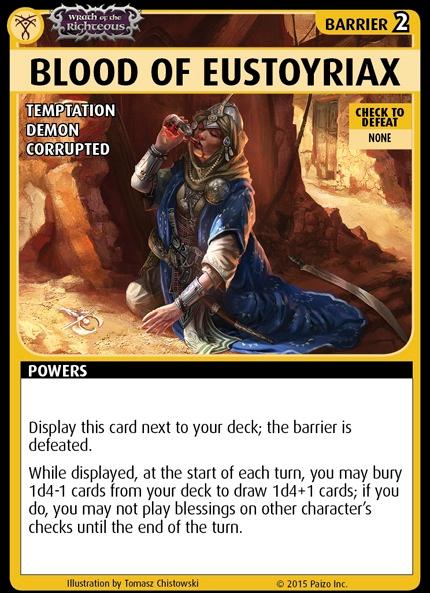 Wrath of the
Righteous
BARRIER 2
BLOOD OF EUSTOYRIAX
TEMPTATION
DEMON
CORRUPTED
CHECK TO
DEFEAT
NONE
POWERS
Display this card next to your deck; the barrier is
defeated.
While displayed, at the start of each turn, you may bury
1d4-1 cards from your deck to draw 1d4+1 cards; if you
do, you may not play blessings on other character’s
checks until the end of the turn.
Illustration by Tomasz Chistowski
© 2015 Paizo Inc.